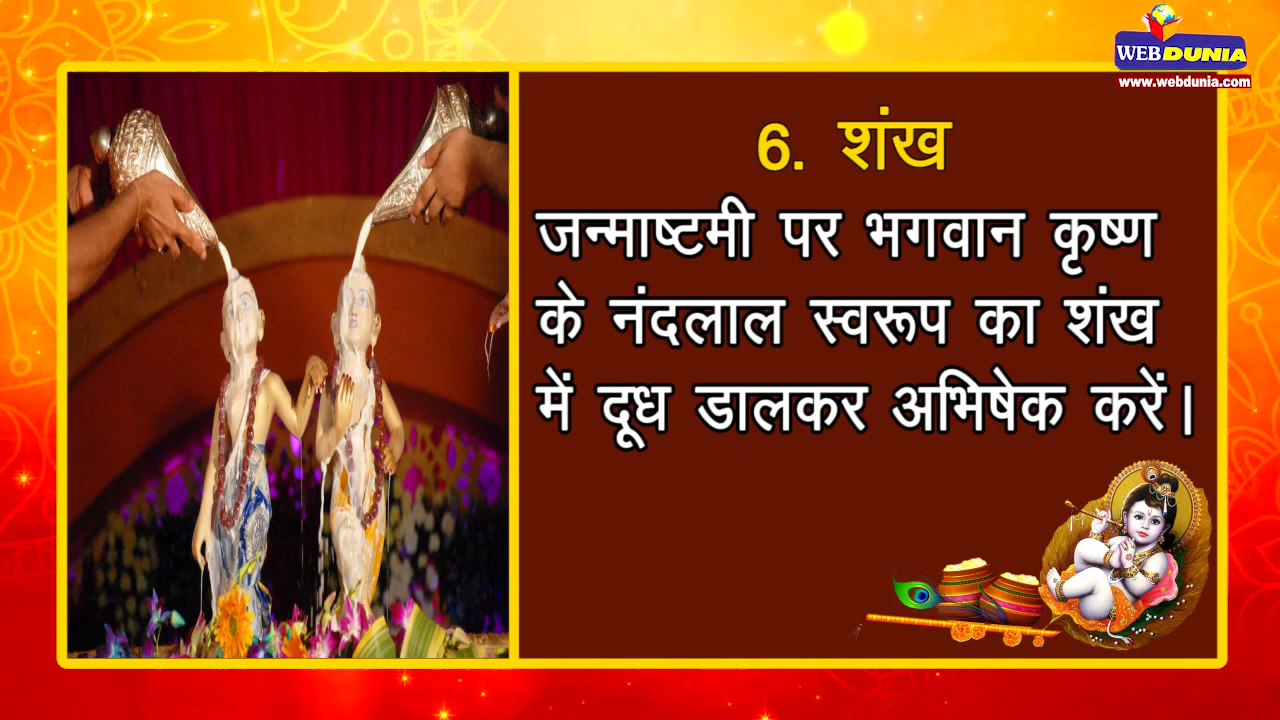 WEBDUNIA
www.webdunia.com
6. शंख
जन्माष्टमी पर भगवान कृष्ण
के नंदलाल स्वरूप का शंख
में दूध डालकर अभिषेक करें।